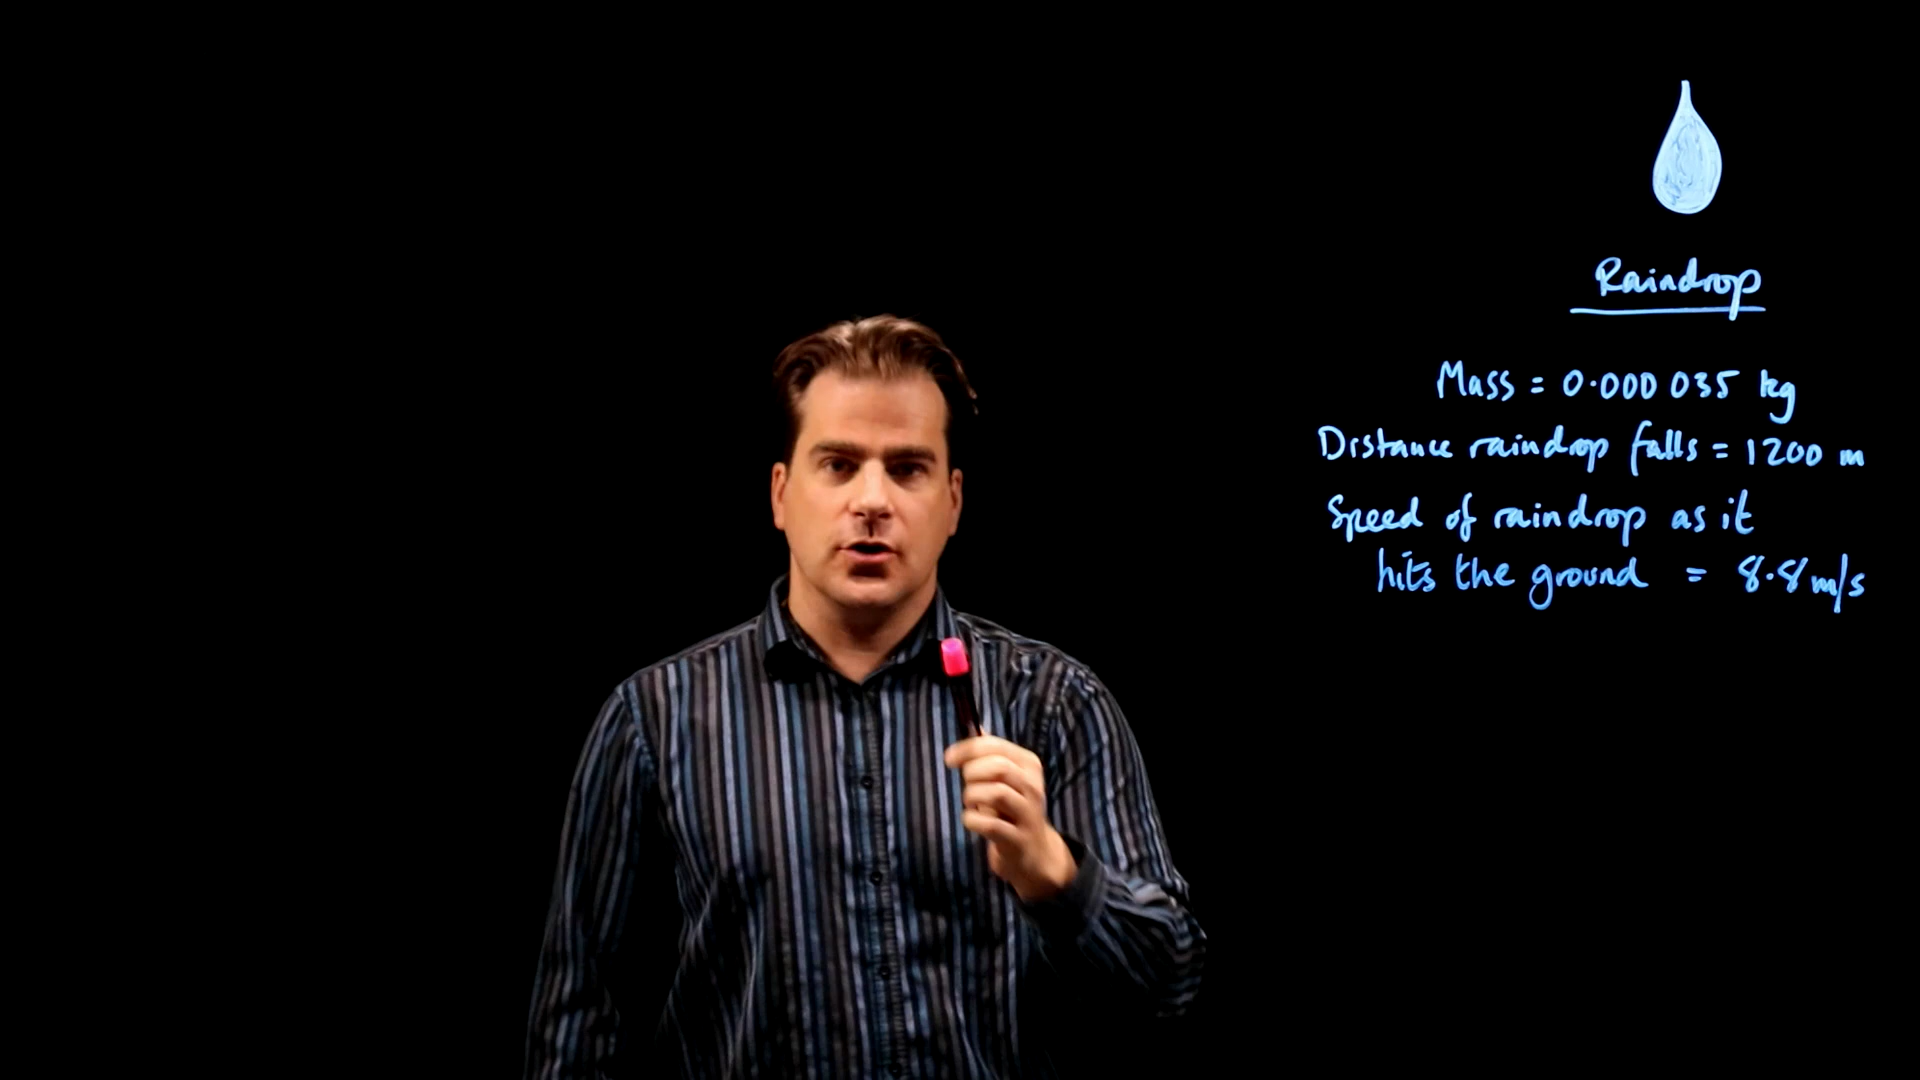 Raindrop
Mass = 0.000 035 kg
Distance raindrop falls = 1200 m
Speed of raindrop as it
hits the ground = 8.8 m/s